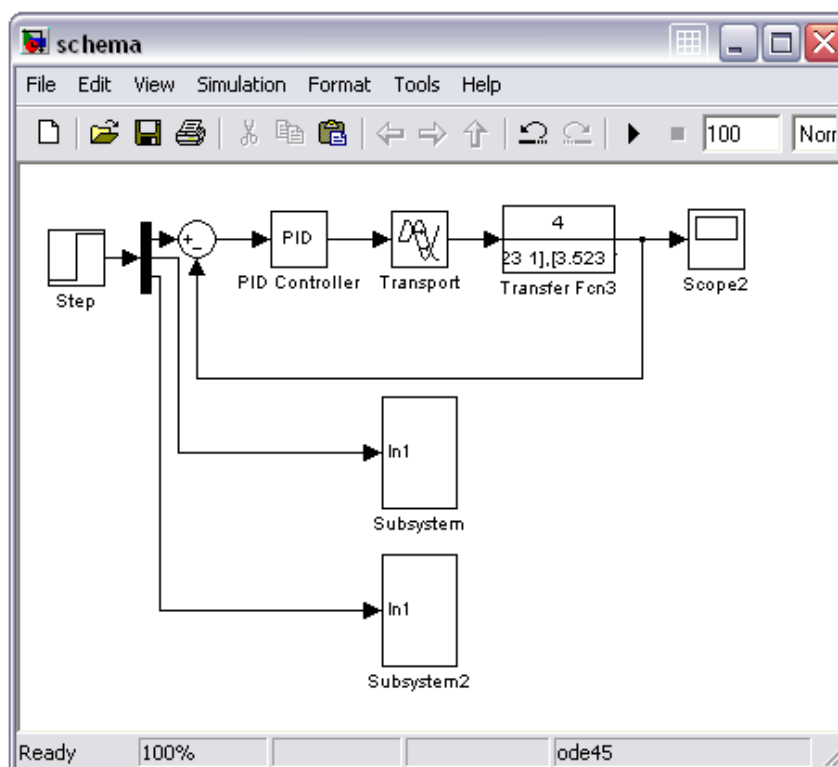 schema
File Edit View Simulation Format Tools Help
100 Norr
4
PID
23 1],[3.523
+
-
PID Controller Transport Transfer Fcn3 Scope2
Step
In1
Subsystem
In1
Subsystem2
Ready 100% ode45